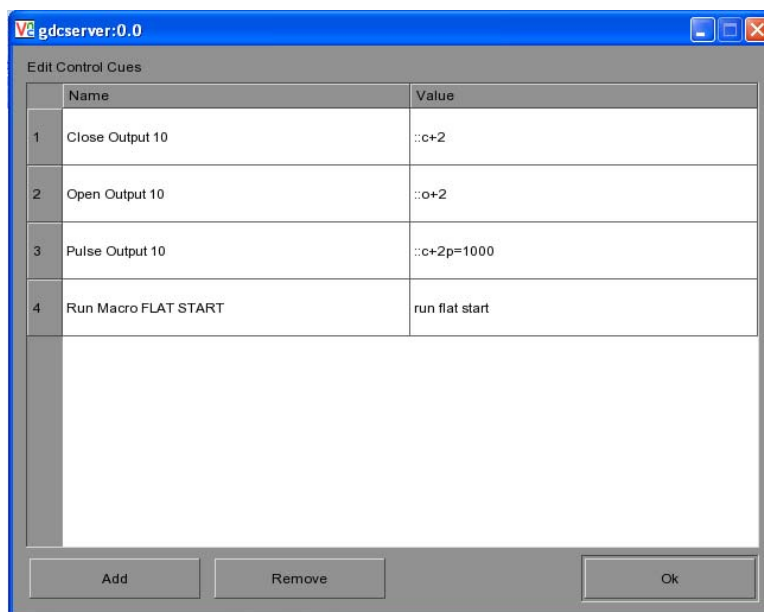 gdcserver:0.0
Edit Control Cues
Name Value
1 Close Output 10 ::c+2
2 Open Output 10 ::o+2
3 Pulse Output 10 ::c+2p=1000
4 Run Macro FLAT START run flat start
Add Remove Ok